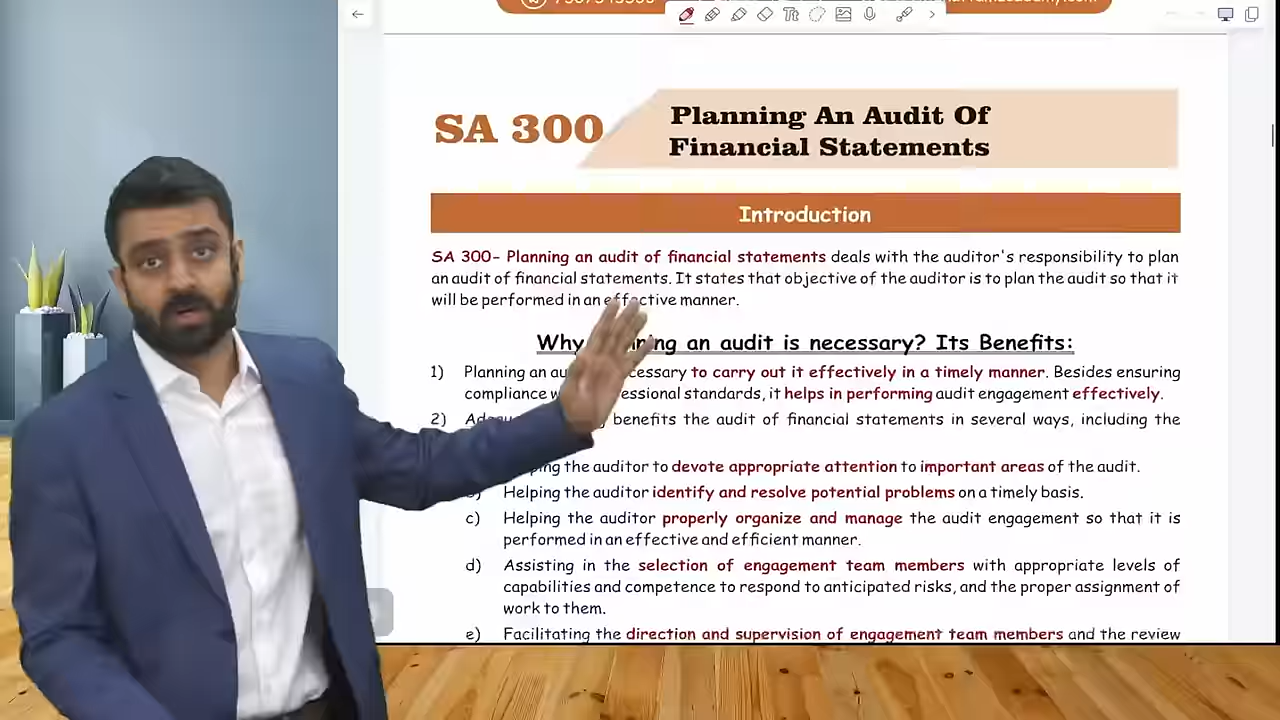 SA 300
Planning An Audit Of
Financial Statements
Introduction
SA 300– Planning an audit of financial statements deals with the auditor's responsibility to plan
an audit of financial statements. It states that objective of the auditor is to plan the audit so that it
will be performed in an effective manner.
Why an audit is necessary? Its Benefits:
1) Planning an to carry out it effectively in a timely manner. Besides ensuring
compliance standards, it helps in performing audit engagement effectively.
2) benefits the audit of financial statements in several ways, including the
the auditor to devote appropriate attention to important areas of the audit.
Helping the auditor identify and resolve potential problems on a timely basis.
c) Helping the auditor properly organize and manage the audit engagement so that it is
performed in an effective and efficient manner.
d) Assisting in the selection of engagement team members with appropriate levels of
capabilities and competence to respond to anticipated risks, and the proper assignment of
work to them.
e) Facilitating the direction and supervision of engagement team members and the review